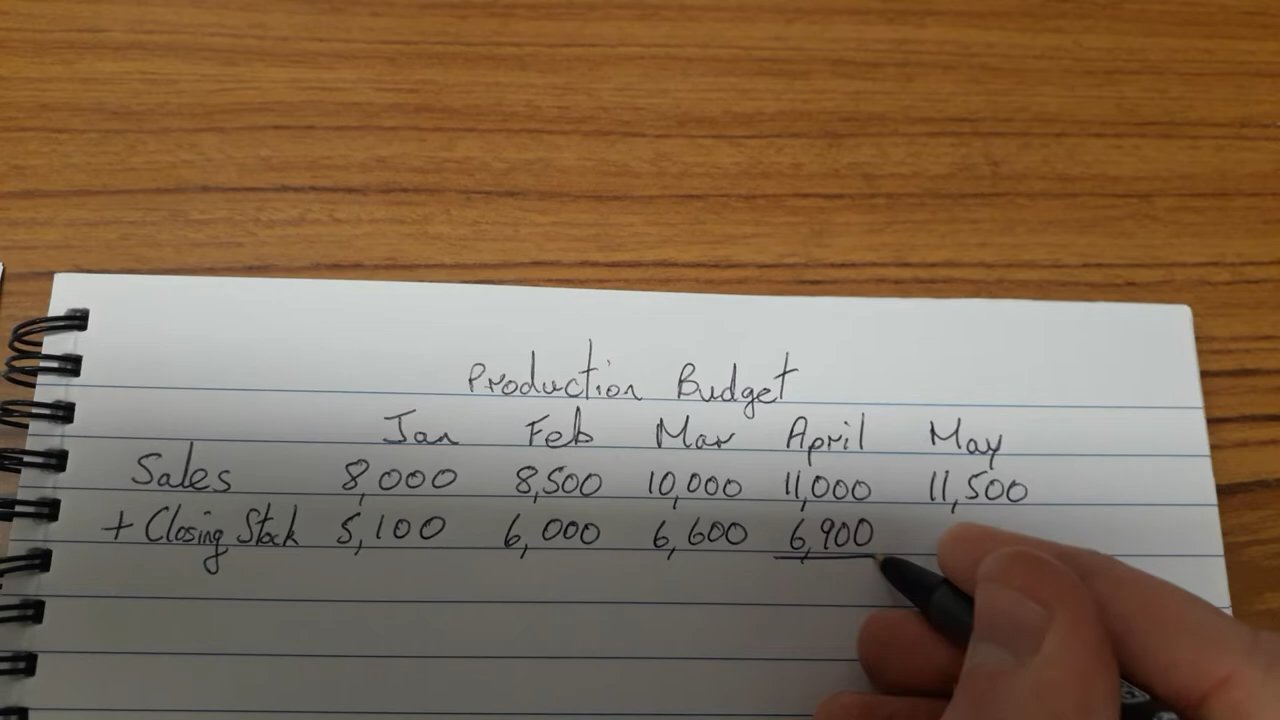 Production Budget
Jan Feb Mar April May
Sales 8,000 8,500 10,000 11,000 11,500
+ Closing Stock 5,100 6,000 6,600 6,900